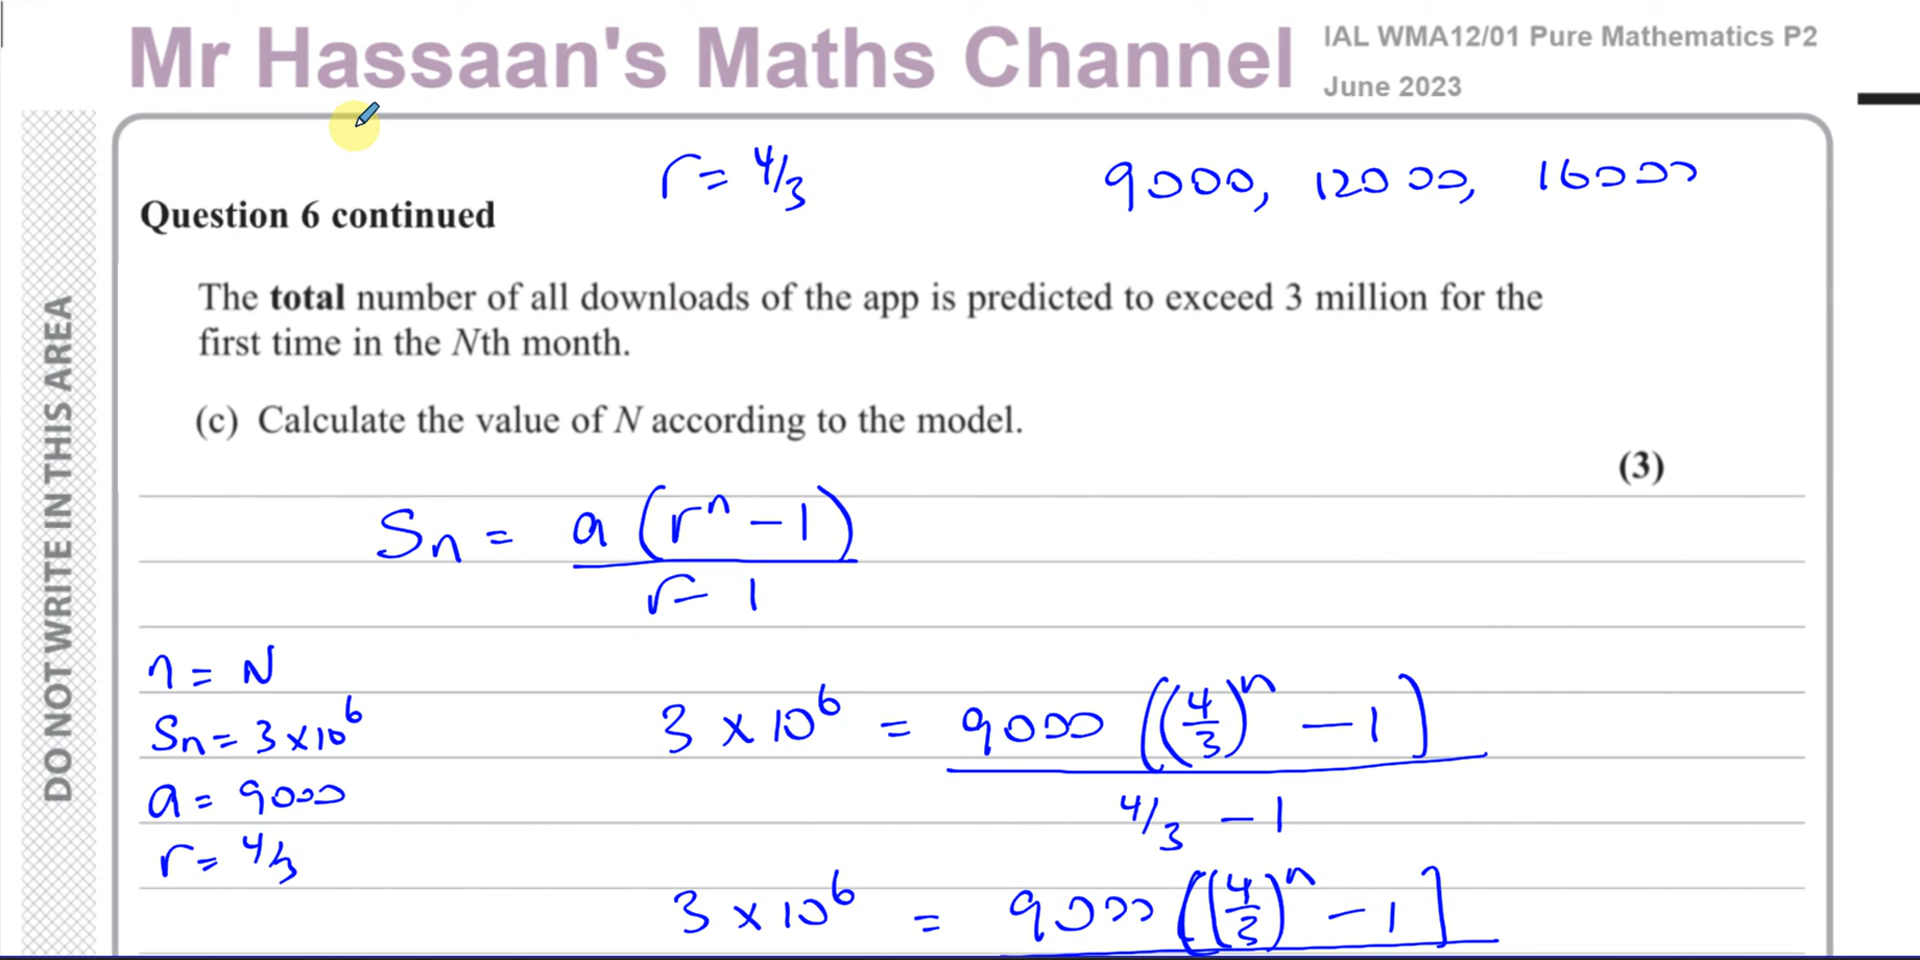 Mr Hassaan's Maths Channel
IAL WMA12/01 Pure Mathematics P2
June 2023
r = 4/3
9000, 12000, 16000
Question 6 continued
The total number of all downloads of the app is predicted to exceed 3 million for the
first time in the Nth month.
(c) Calculate the value of N according to the model.
(3)
Sn = a (r^n - 1)
r - 1
n = N
Sn = 3 x 10^6
a = 9000
r = 4/3
3 x 10^6 = 9000 ((4/3)^n - 1)
4/3 - 1
3 x 10^6 = 9000 ((4/3)^n - 1]
DO NOT WRITE IN THIS AREA